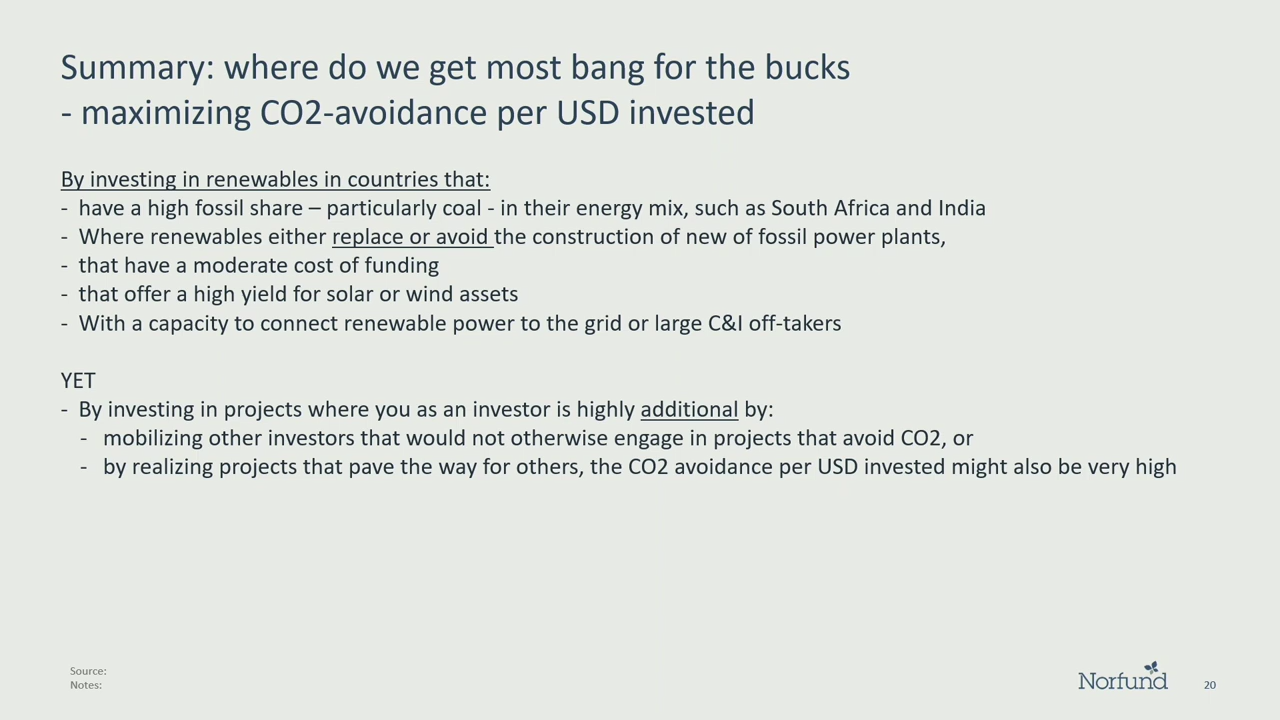 Summary: where do we get most bang for the bucks
- maximizing CO2-avoidance per USD invested
By investing in renewables in countries that:
- have a high fossil share – particularly coal - in their energy mix, such as South Africa and India
- Where renewables either replace or avoid the construction of new of fossil power plants,
- that have a moderate cost of funding
- that offer a high yield for solar or wind assets
- With a capacity to connect renewable power to the grid or large C&I off-takers
YET
- By investing in projects where you as an investor is highly additional by:
- mobilizing other investors that would not otherwise engage in projects that avoid CO2, or
- by realizing projects that pave the way for others, the CO2 avoidance per USD invested might also be very high
Source:
Notes:
Norfund
20